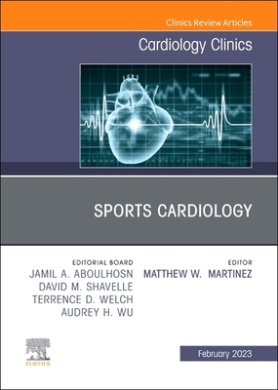 Clinics Review Articles
Cardiology Clinics
SPORTS CARDIOLOGY
EDITORIAL BOARD
JAMIL A. ABOULHOSN
DAVID M. SHAVELLE
TERRENCE D. WELCH
AUDREY H. WU
EDITOR
MATTHEW W. MARTINEZ
ELSEVIER
February 2023